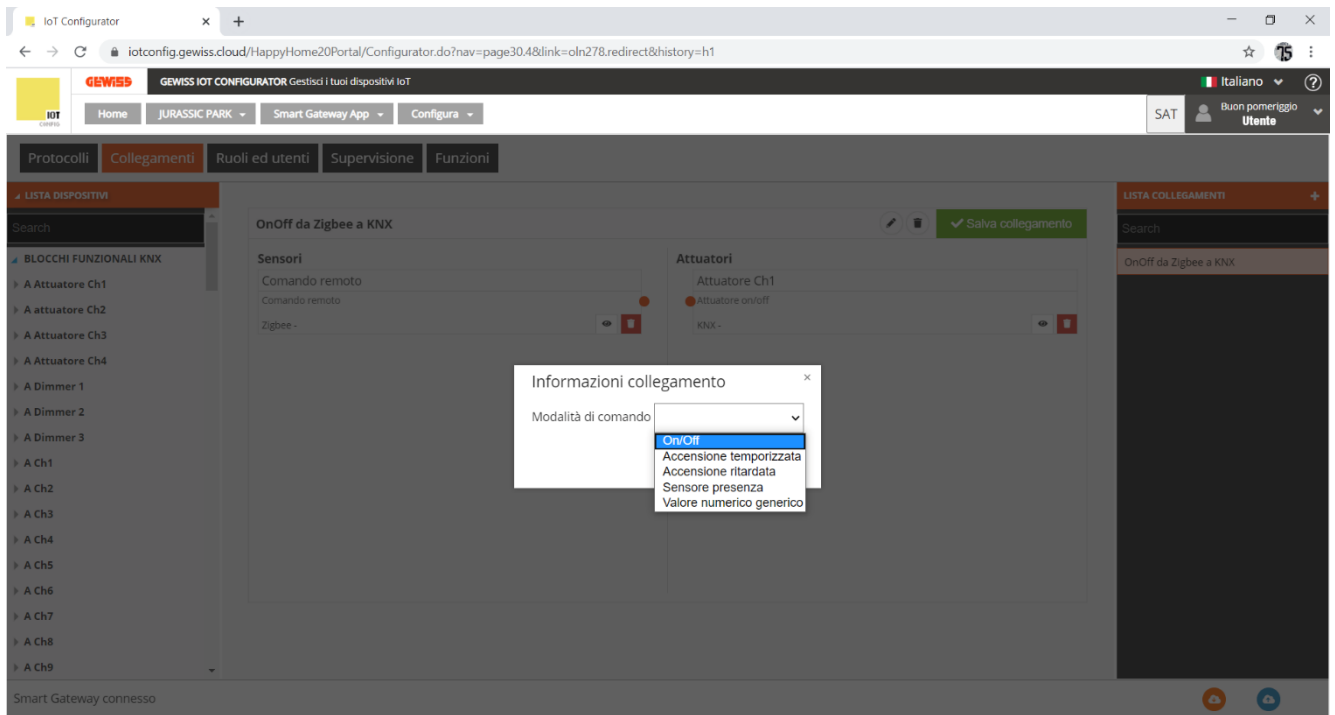 IoT Configurator
iotconfig.gewiss.cloud/HappyHome20Portal/Configurator.do?nav=page30.4&link=oln278.redirect&history=h1
75
IOT
CONFIG
GEWISS
GEWISS IOT CONFIGURATOR Gestisci i tuoi dispositivi IoT
Italiano
Home
JURASSIC PARK
Smart Gateway App
Configura
SAT
Buon pomeriggio
Utente
Protocolli
Collegamenti
Ruoli ed utenti
Supervisione
Funzioni
LISTA DISPOSITIVI
Search
BLOCCHI FUNZIONALI KNX
A Attuatore Ch1
A attuatore Ch2
A Attuatore Ch3
A Attuatore Ch4
A Dimmer 1
A Dimmer 2
A Dimmer 3
A Ch1
A Ch2
A Ch3
A Ch4
A Ch5
A Ch6
A Ch7
A Ch8
A Ch9
OnOff da Zigbee a KNX
Salva collegamento
Sensori
Comando remoto
Comando remoto
Zigbee -
Attuatori
Attuatore Ch1
Attuatore on/off
KNX -
Informazioni collegamento
Modalità di comando
On/Off
Accensione temporizzata
Accensione ritardata
Sensore presenza
Valore numerico generico
LISTA COLLEGAMENTI
Search
OnOff da Zigbee a KNX
Smart Gateway connesso